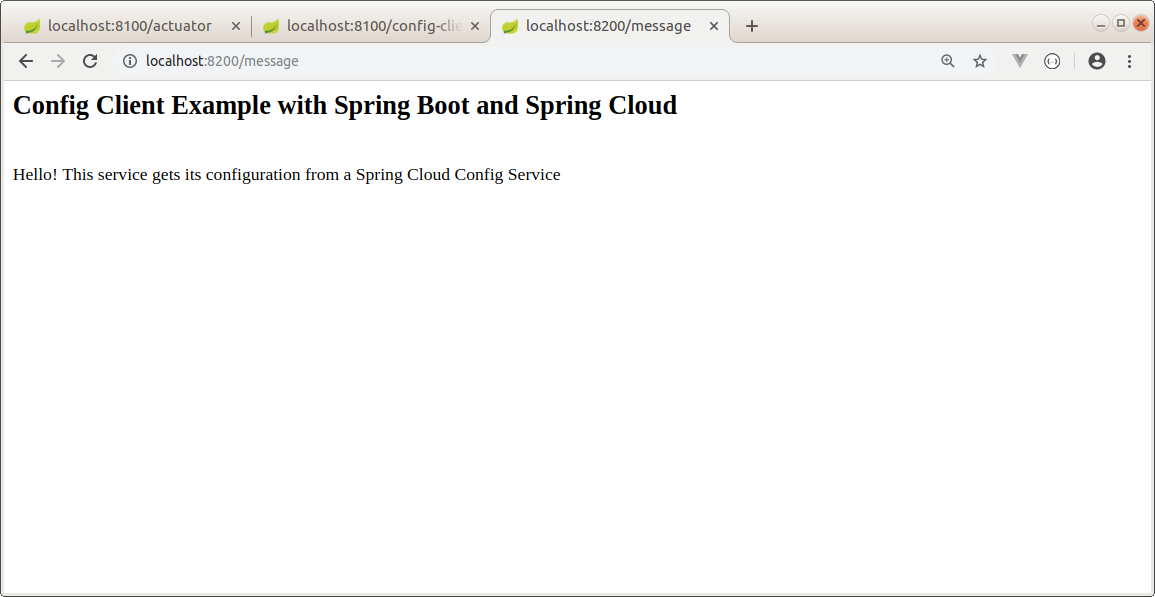 localhost:8100/actuator
localhost:8100/config-clie
localhost:8200/message
localhost:8200/message
Config Client Example with Spring Boot and Spring Cloud
Hello! This service gets its configuration from a Spring Cloud Config Service